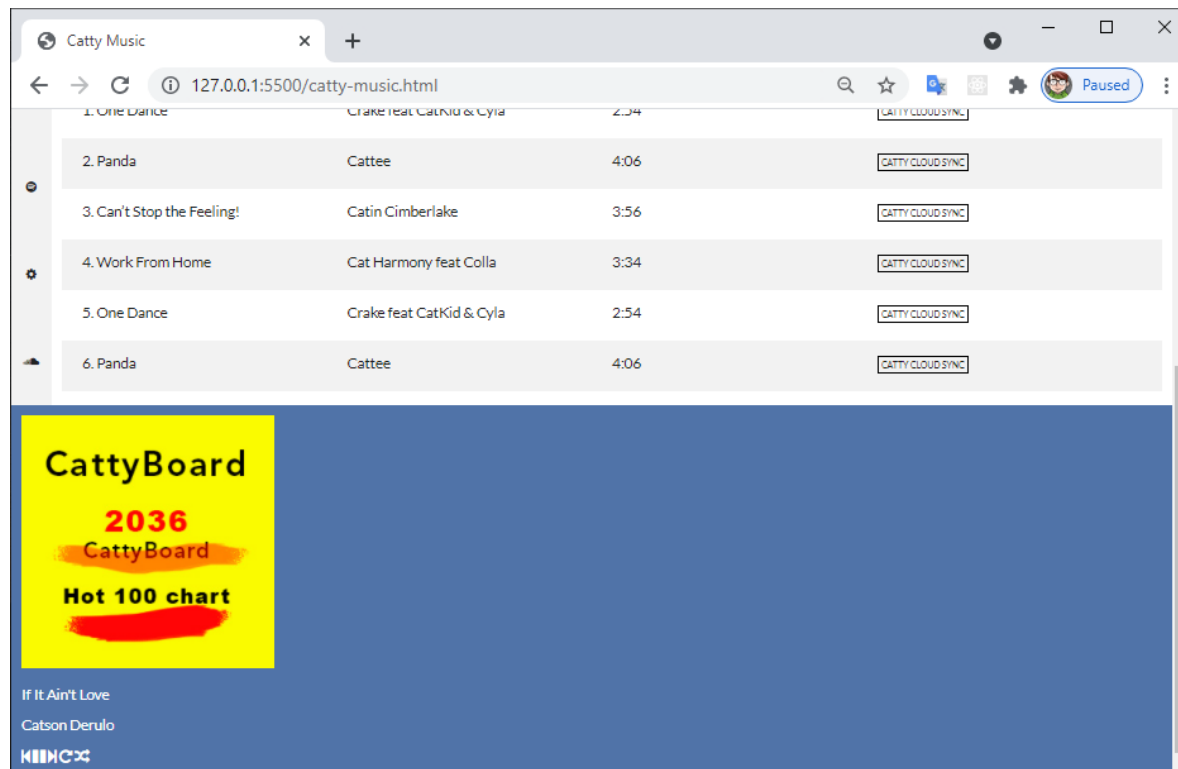 Catty Music
Paused
127.0.0.1:5500/catty-music.html
1. One Dance Crake feat CatKid & Cyla 2:54 CATTY CLOUD SYNC
2. Panda Cattee 4:06 CATTY CLOUD SYNC
3. Can't Stop the Feeling! Catin Cimberlake 3:56 CATTY CLOUD SYNC
4. Work From Home Cat Harmony feat Colla 3:34 CATTY CLOUD SYNC
5. One Dance Crake feat CatKid & Cyla 2:54 CATTY CLOUD SYNC
6. Panda Cattee 4:06 CATTY CLOUD SYNC
CattyBoard
2036
CattyBoard
Hot 100 chart
If It Ain't Love
Catson Derulo